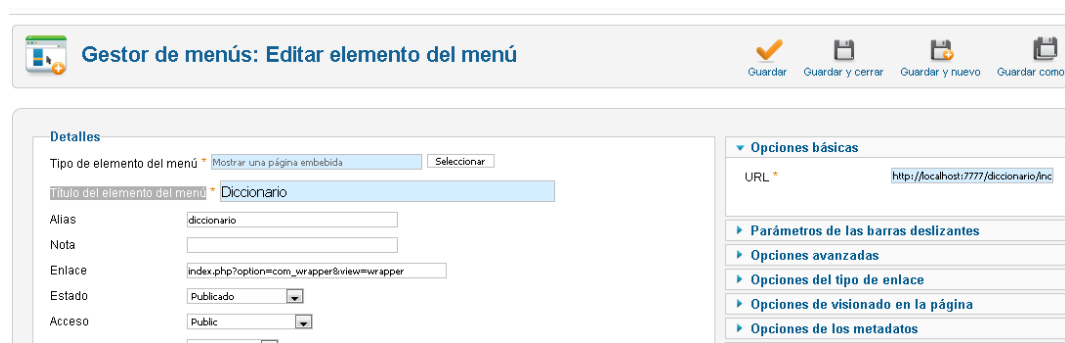 Gestor de menús: Editar elemento del menú
Guardar
Guardar y cerrar
Guardar y nuevo
Guardar como
Detalles
Tipo de elemento del menú * Mostrar una página embebida Seleccionar
Título del elemento del menú * Diccionario
Alias diccionario
Nota
Enlace index.php?option=com_wrapper&view=wrapper
Estado Publicado
Acceso Public
Opciones básicas
URL * http://localhost:7777/diccionario/inc
Parámetros de las barras deslizantes
Opciones avanzadas
Opciones del tipo de enlace
Opciones de visionado en la página
Opciones de los metadatos